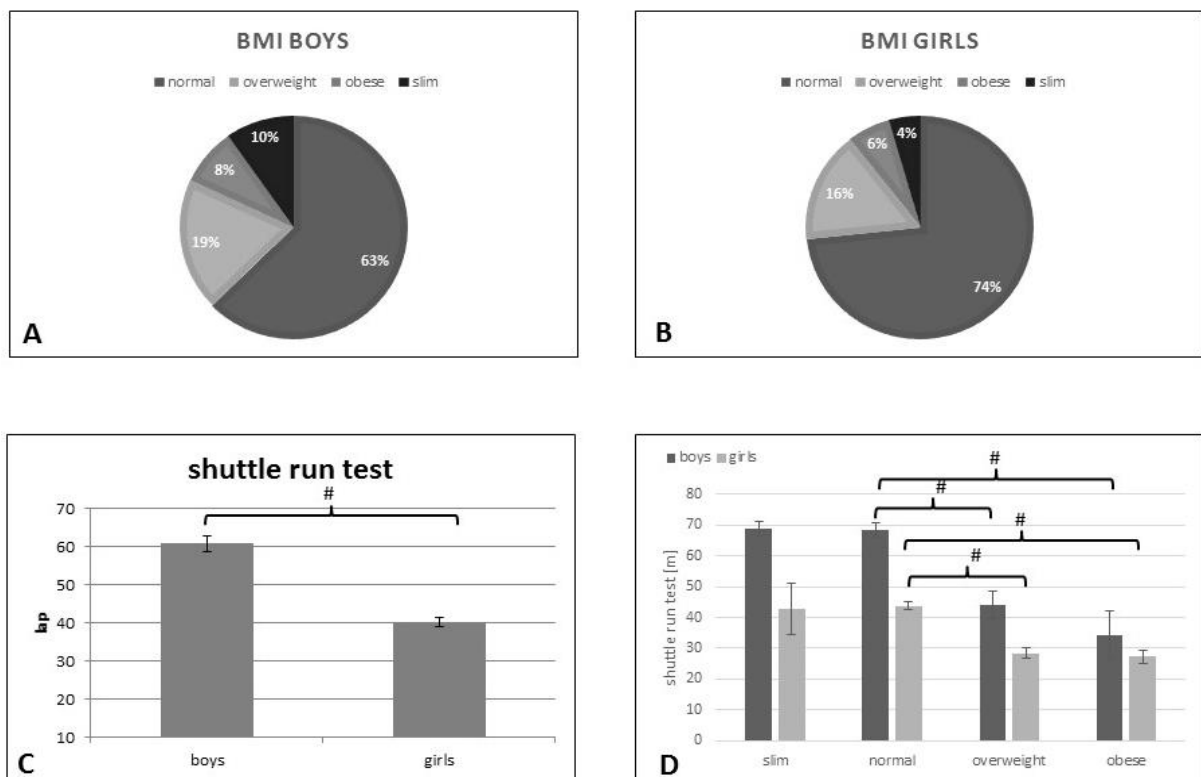 BMI BOYS
normal overweight obese slim
10%
8%
19%
63%
A
BMI GIRLS
normal overweight obese slim
4%
6%
16%
74%
B
shuttle run test
#
70
60
50
40
30
20
10
lap
boys girls
C
boys girls
#
#
#
#
80
70
60
50
40
30
20
10
0
shuttle run test [m]
slim normal overweight obese
D